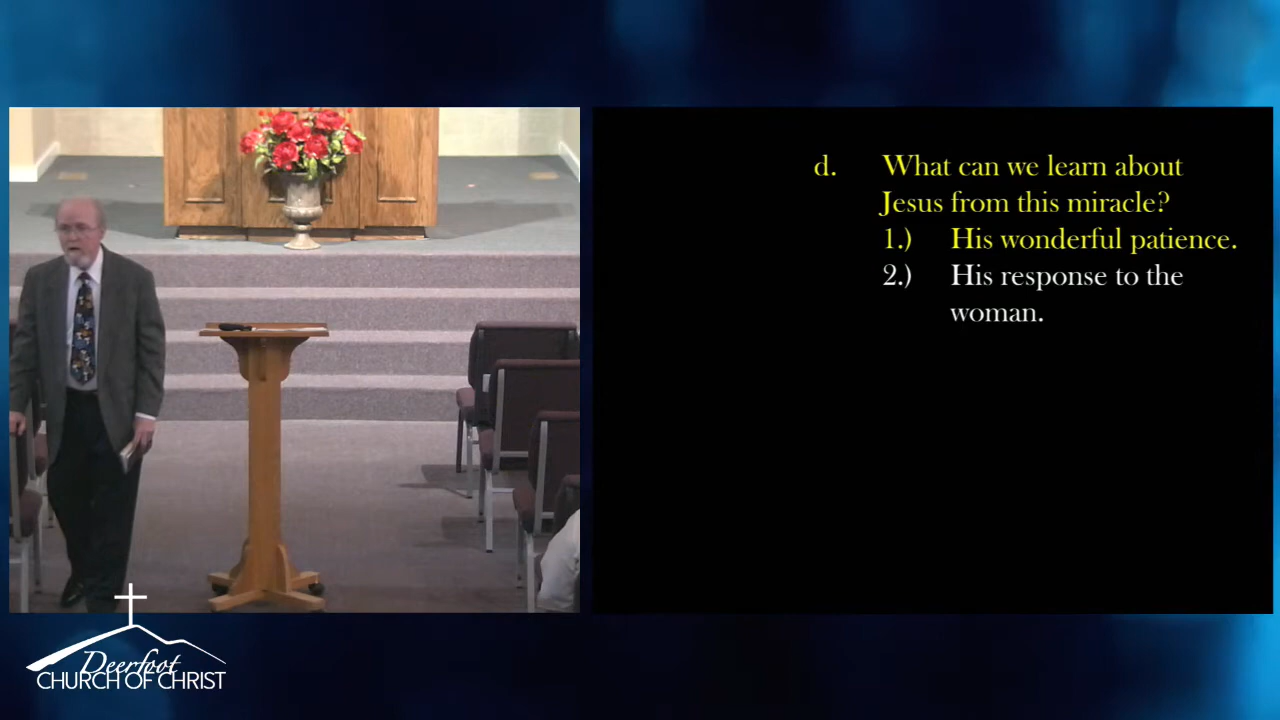 d. What can we learn about
Jesus from this miracle?
1.) His wonderful patience.
2.) His response to the
woman.
Deerfoot
CHURCH OF CHRIST